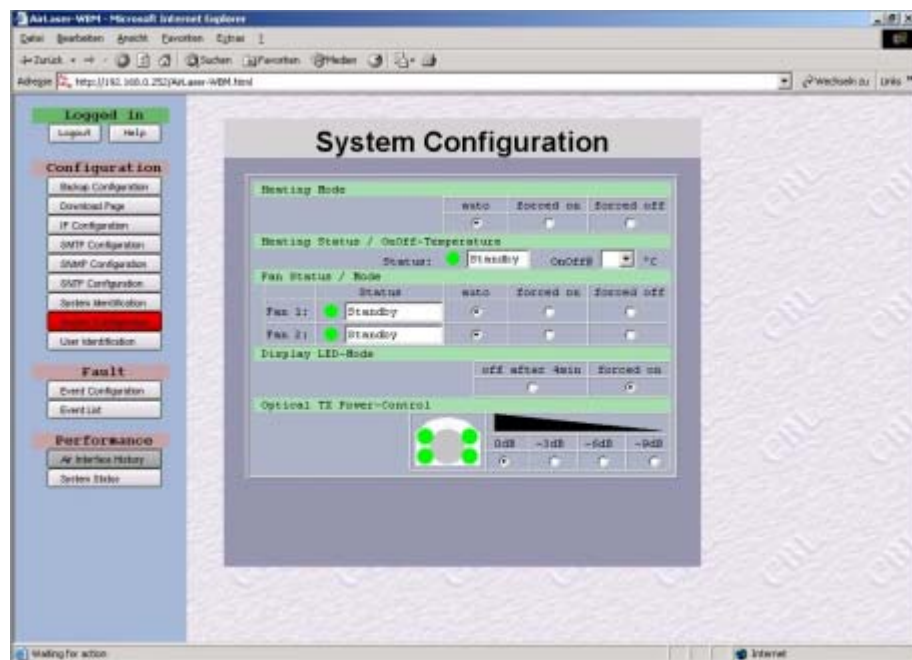 AirLaser-WBM - Microsoft Internet Explorer
Datei Bearbeiten Ansicht Favoriten Extras ?
Zurück Suchen Favoriten Medien
Adresse http://192.168.0.252/AirLaser-WBM.html Wechseln zu Links
Logged in
Logout Help
Configuration
Backup Configuration
Download Page
IP Configuration
SMTP Configuration
SNMP Configuration
SNTP Configuration
System Identification
System Configuration
User Identification
Fault
Event Configuration
Event List
Performance
Air Interface History
System Status
System Configuration
Heating Mode
auto forced on forced off
Heating Status / OnOff-Temperature
Status: Standby OnOff@ °C
Fan Status / Mode
Status auto forced on forced off
Fan 1: Standby
Fan 2: Standby
Display LED-Mode
off after 4min forced on
Optical TX Power-Control
0dB -3dB -6dB -9dB
CBL
Waiting for action Internet